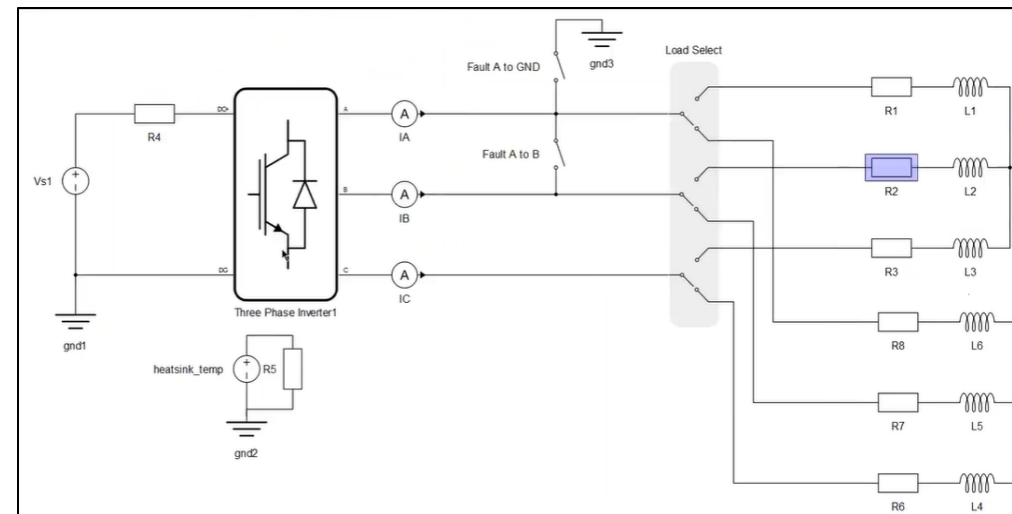 Load Select
Fault A to GND
gnd3
R1
L1
DC+
A
A
R4
IA
Fault A to B
Vs1
R2
L2
B
A
IB
R3
L3
DG
C
A
IC
Three Phase Inverter1
gnd1
R8
L6
heatsink_temp
R5
R7
L5
gnd2
R6
L4